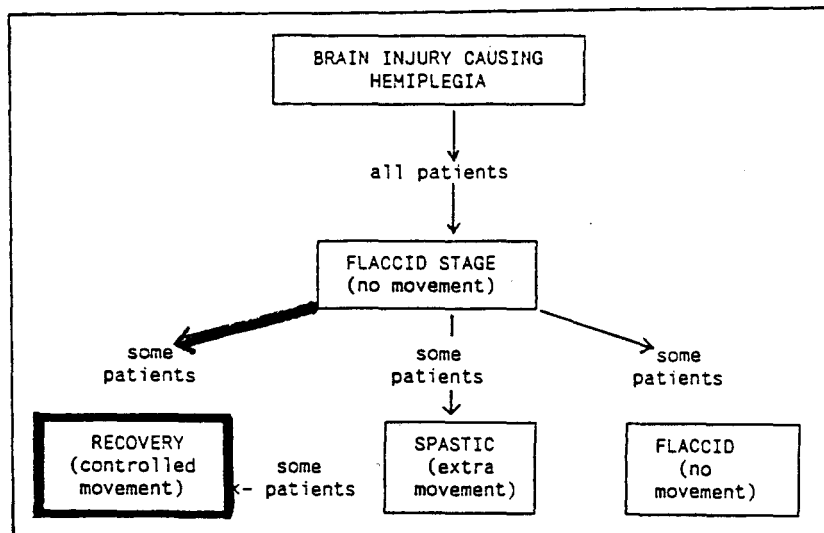 BRAIN INJURY CAUSING
HEMIPLEGIA
all patients
FLACCID STAGE
(no movement)
some
patients
some
patients
some
patients
RECOVERY
(controlled
movement)
some
<- patients
SPASTIC
(extra
movement)
FLACCID
(no
movement)